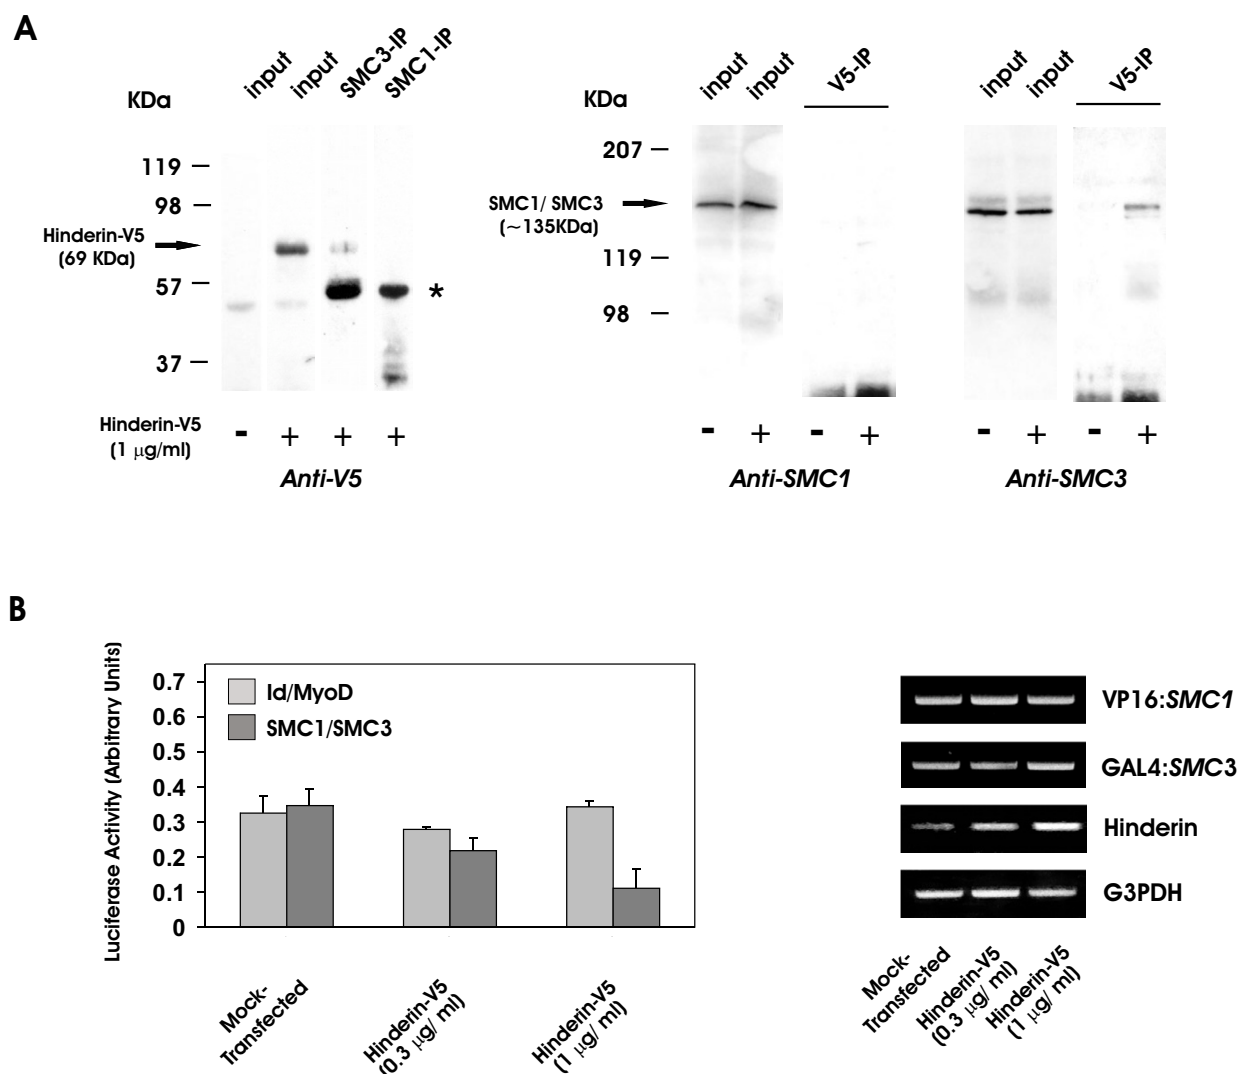 A
input input SMC3-IP SMC1-IP
KDa
119
98
Hinderin-V5
(69 KDa)
57
*
37
Hinderin-V5
(1 μg/ml)
- + + +
Anti-V5
input input V5-IP
KDa
207
SMC1/ SMC3
(~135KDa)
119
98
- + - +
Anti-SMC1
input input V5-IP
- + - +
Anti-SMC3
B
Luciferase Activity (Arbitrary Units)
0.7
0.6
0.5
0.4
0.3
0.2
0.1
0
Id/MyoD
SMC1/SMC3
Mock-
Transfected
Hinderin-V5
(0.3 μg/ ml)
Hinderin-V5
(1 μg/ ml)
VP16:SMC1
GAL4:SMC3
Hinderin
G3PDH
Mock-
Transfected
Hinderin-V5
(0.3 μg/ ml)
Hinderin-V5
(1 μg/ ml)